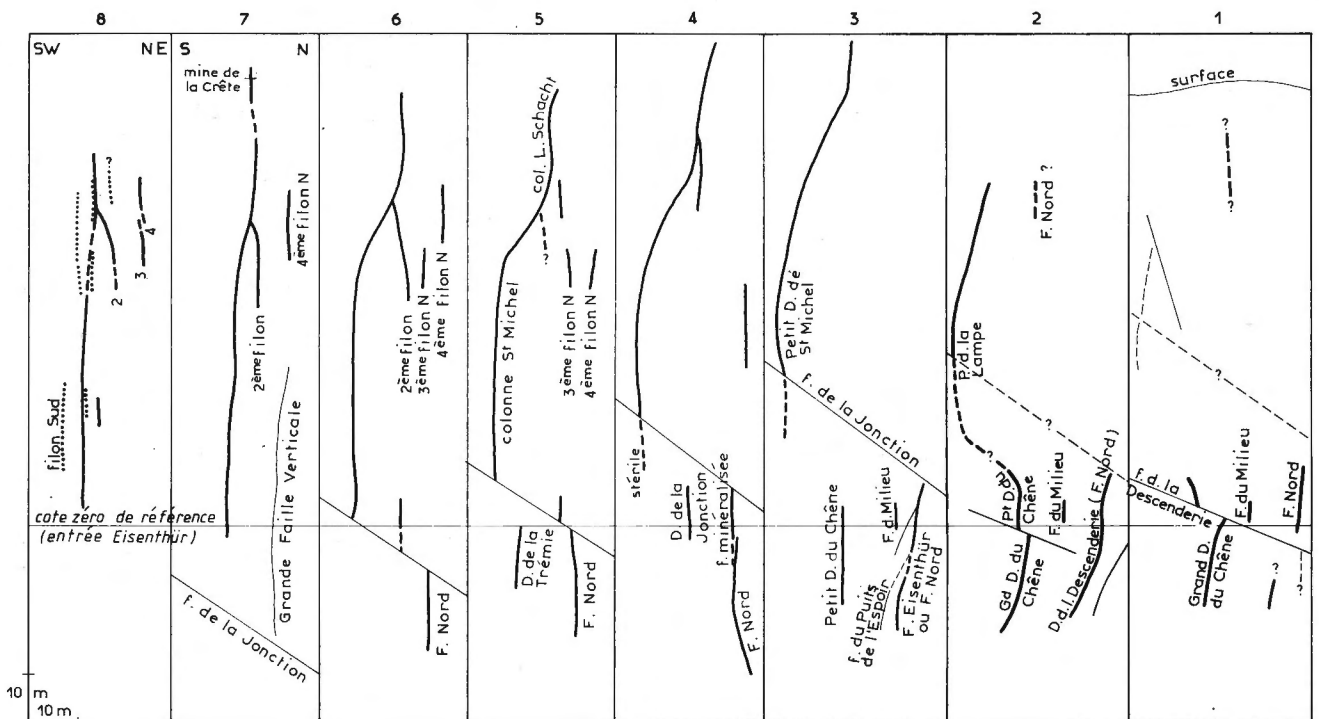 8
7
6
5
4
3
2
1
SW
NE
S
N
mine de
la Crête
?
4
3
2
filon Sud
4ème filon N
2ème filon
Grande Faille Verticale
cote zéro de référence
(entrée Eisenthür)
f. de la Jonction
2ème filon
3ème filon N
4ème filon N
F. Nord
col. L. Schacht
?
colonne St Michel
3ème filon N
4ème filon N
D. de la
Trémie
F. Nord
stérile
D. de la
Jonction
f. minéralisée
F. Nord
Petit D. dé
St Michel
f. de la Jonction
Petit D. du Chêne
F. d. Milieu
f. du Puits
de l'Espoir
F. Eisenthür
ou F. Nord
F. Nord ?
P./d. la
Lampe
?
?
Pt D. du
Chêne
F. du Milieu
D.d.l. Descenderie (F. Nord)
Gd D. du
Chêne
surface
?
?
?
f. d. la
Descenderie
F. du Milieu
F. Nord
Grand D.
du Chêne
?
?
10 m
10 m